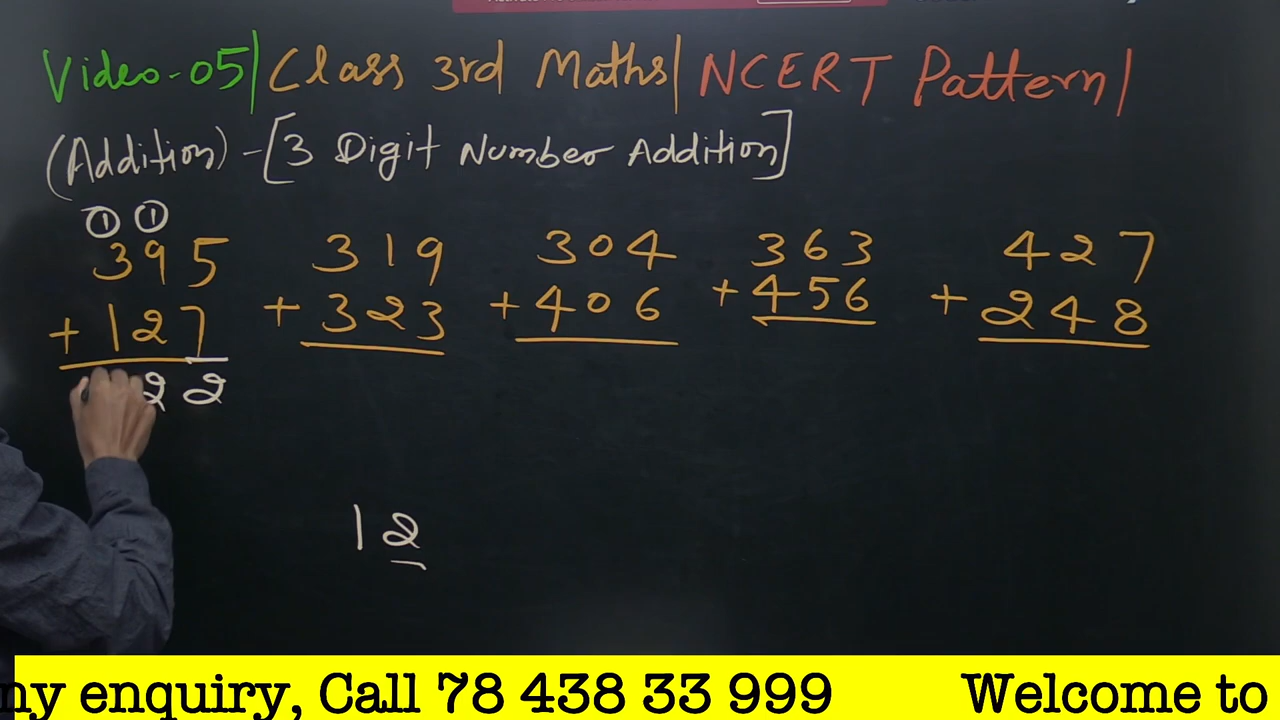 Video-05| Class 3rd Maths| NCERT Pattern|
(Addition) - [3 Digit Number Addition]
① ①
395 319 304 363 427
+ 127 + 323 + 406 + 456 + 248
22
12
ny enquiry, Call 78 438 33 999 Welcome to